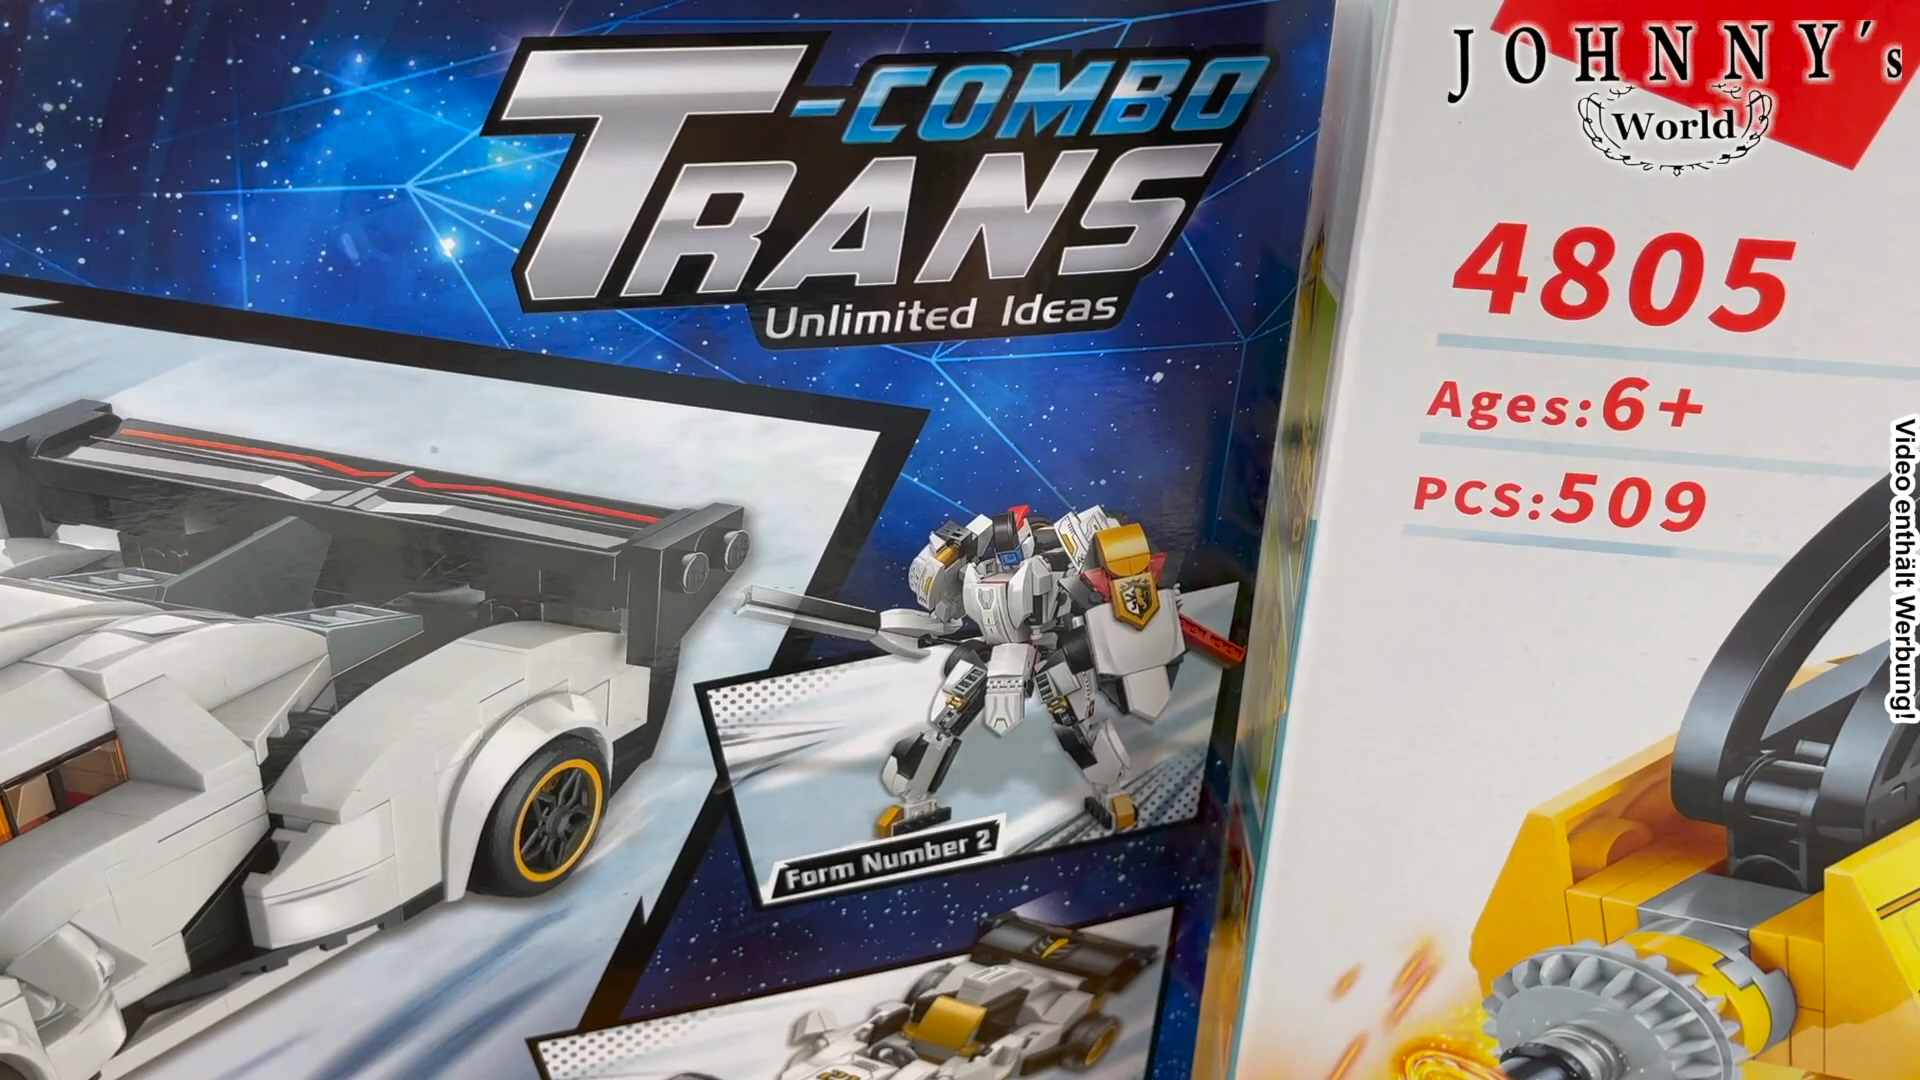 T-COMBO
TRANS
Unlimited Ideas
Form Number 2
JOHNNY's
World
4805
Ages:6+
PCS:509
Video enthält Werbung!